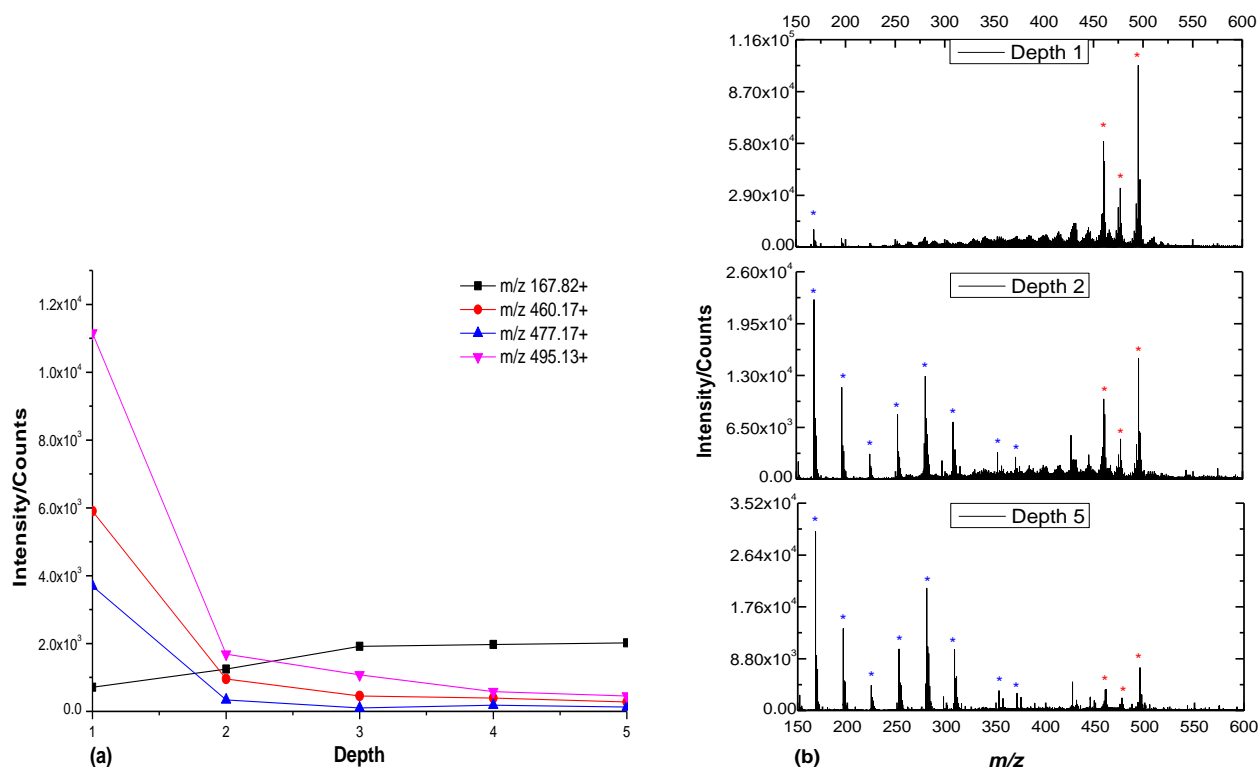 Intensity/Counts
1.2x10⁴
1.0x10⁴
8.0x10³
6.0x10³
4.0x10³
2.0x10³
0.0
1 2 3 4 5
(a) Depth
m/z 167.82+
m/z 460.17+
m/z 477.17+
m/z 495.13+
150 200 250 300 350 400 450 500 550 600
1.16x10⁵
8.70x10⁴
5.80x10⁴
2.90x10⁴
0.00
Depth 1
*
*
*
*
Intensity/Counts
2.60x10⁴
1.95x10⁴
1.30x10⁴
6.50x10³
0.00
Depth 2
*
*
*
*
*
*
*
*
*
*
*
3.52x10⁴
2.64x10⁴
1.76x10⁴
8.80x10³
0.00
Depth 5
*
*
*
*
*
*
*
*
*
*
*
150 200 250 300 350 400 450 500 550 600
(b) m/z